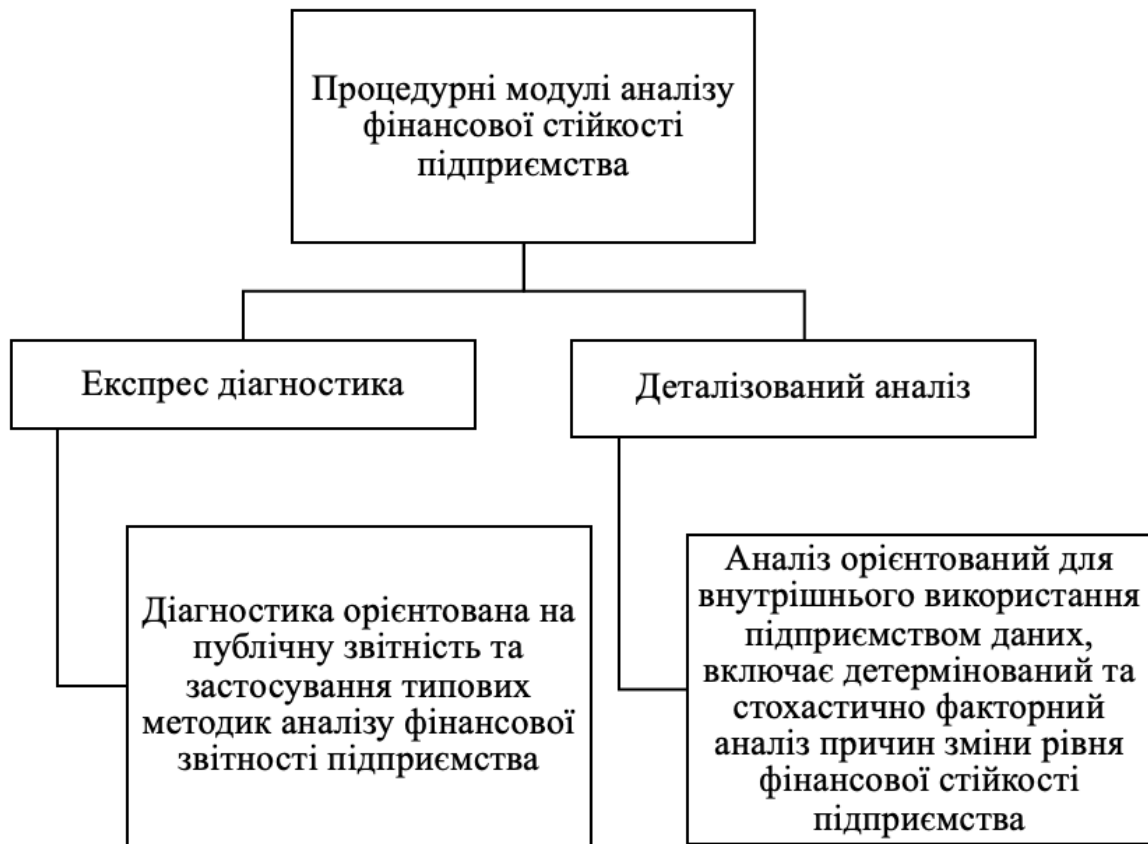 Процедурні модулі аналізу
фінансової стійкості
підприємства
Експрес діагностика
Деталізований аналіз
Діагностика орієнтована на
публічну звітність та
застосування типових
методик аналізу фінансової
звітності підприємства
Аналіз орієнтований для
внутрішнього використання
підприємством даних,
включає детермінований та
стохастично факторний
аналіз причин зміни рівня
фінансової стійкості
підприємства